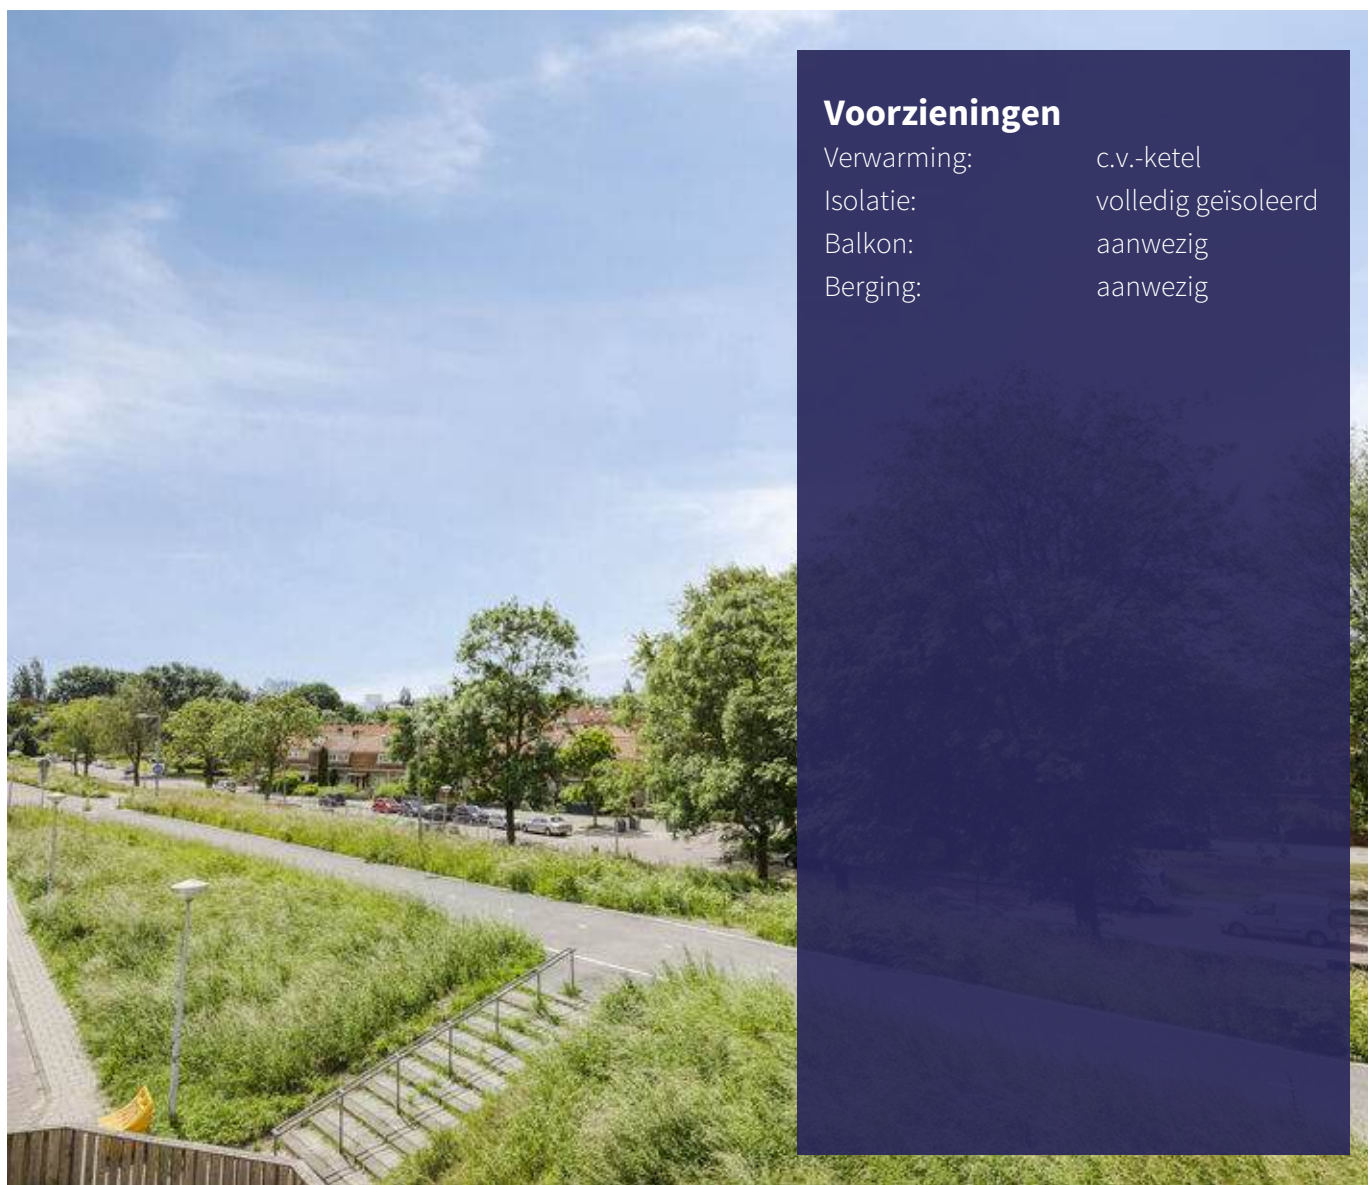 Voorzieningen
Verwarming: c.v.-ketel
Isolatie: volledig geïsoleerd
Balkon: aanwezig
Berging: aanwezig